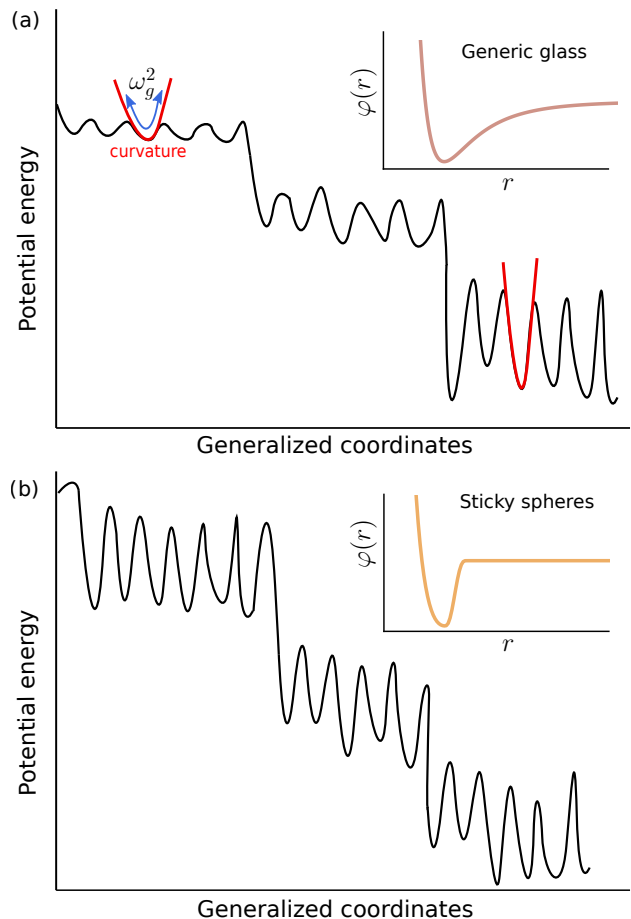 (a)
ω_g^2
curvature
Generic glass
φ(r)
r
Potential energy
Generalized coordinates
(b)
Sticky spheres
φ(r)
r
Potential energy
Generalized coordinates